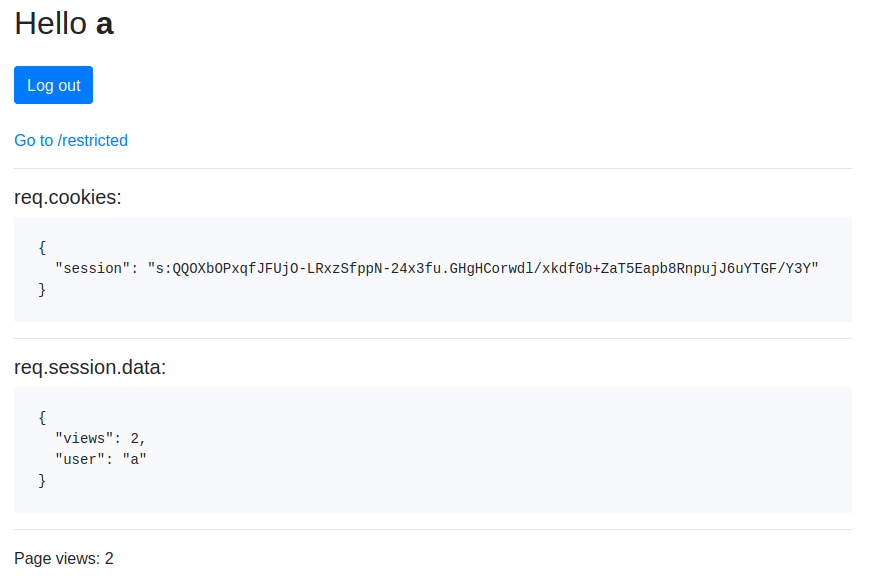 Hello a
Log out
Go to /restricted
req.cookies:
{
  "session": "s:QQOXbOPxqfJFUjO-LRxzSfppN-24x3fu.GHgHCorwdl/xkdf0b+ZaT5Eapb8RnpujJ6uYTGF/Y3Y"
}
req.session.data:
{
  "views": 2,
  "user": "a"
}
Page views: 2